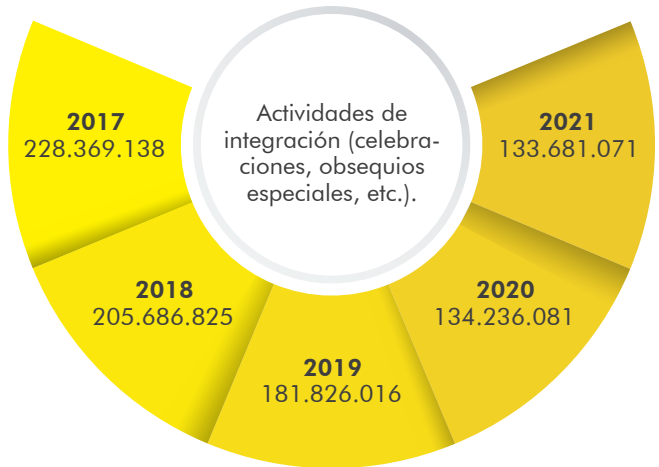 Actividades de
integración (celebra-
ciones, obsequios
especiales, etc.).
2017
228.369.138
2018
205.686.825
2019
181.826.016
2020
134.236.081
2021
133.681.071